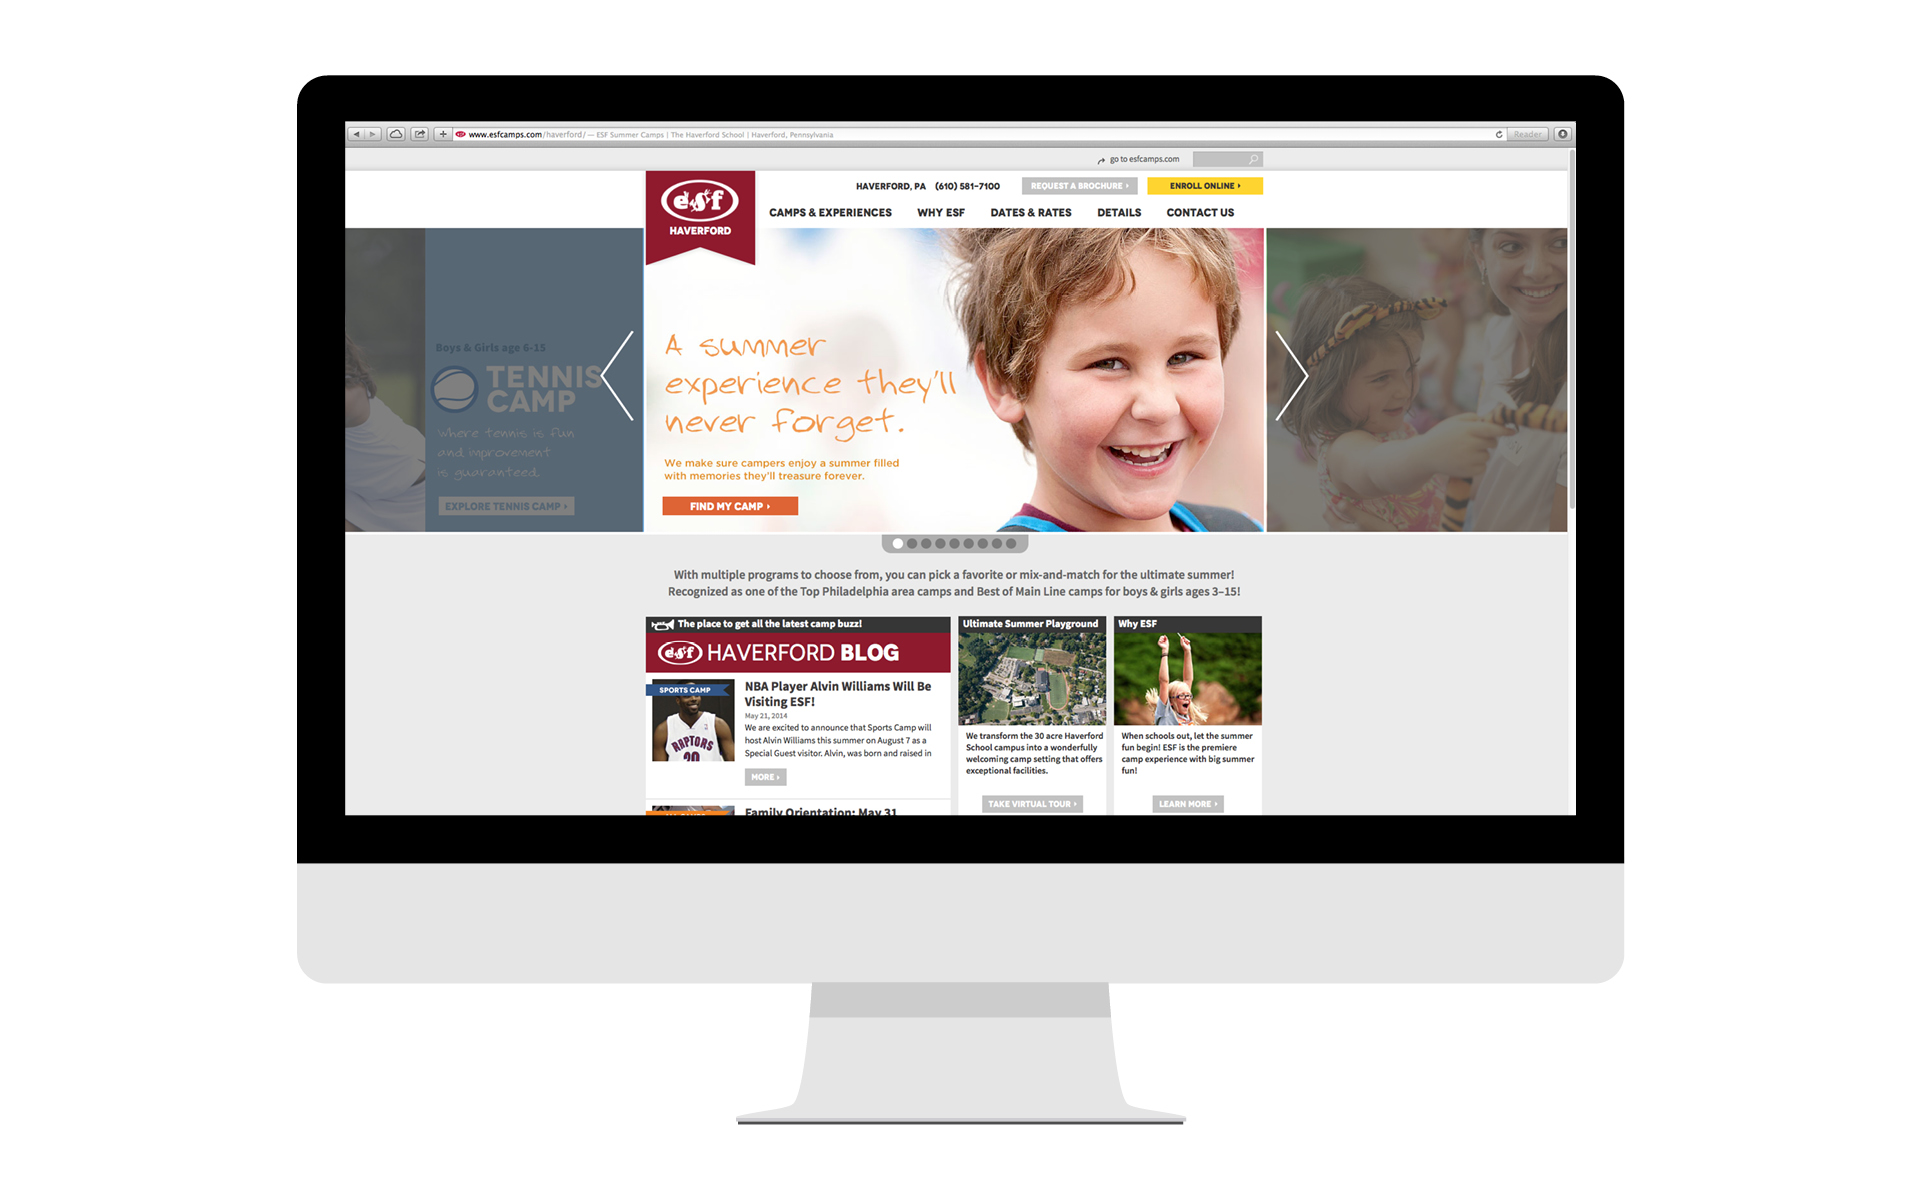 www.esfcamps.com/haverford/ — ESF Summer Camps | The Haverford School | Haverford, Pennsylvania
Reader
go to esfcamps.com
HAVERFORD, PA (610) 581-7100
REQUEST A BROCHURE ›
ENROLL ONLINE ›
esf
HAVERFORD
CAMPS & EXPERIENCES
WHY ESF
DATES & RATES
DETAILS
CONTACT US
Boys & Girls age 6-15
TENNIS
CAMP
where tennis is fun
and improvement
is guaranteed.
EXPLORE TENNIS CAMP ›
A summer
experience they'll
never forget.
We make sure campers enjoy a summer filled
with memories they'll treasure forever.
FIND MY CAMP ›
With multiple programs to choose from, you can pick a favorite or mix-and-match for the ultimate summer!
Recognized as one of the Top Philadelphia area camps and Best of Main Line camps for boys & girls ages 3–15!
The place to get all the latest camp buzz!
esf HAVERFORD BLOG
SPORTS CAMP
RAPTORS
20
NBA Player Alvin Williams Will Be
Visiting ESF!
May 21, 2014
We are excited to announce that Sports Camp will
host Alvin Williams this summer on August 7 as a
Special Guest visitor. Alvin, was born and raised in
MORE ›
Family Orientation: May 31
Ultimate Summer Playground
We transform the 30 acre Haverford
School campus into a wonderfully
welcoming camp setting that offers
exceptional facilities.
TAKE VIRTUAL TOUR ›
Why ESF
When schools out, let the summer
fun begin! ESF is the premiere
camp experience with big summer
fun!
LEARN MORE ›